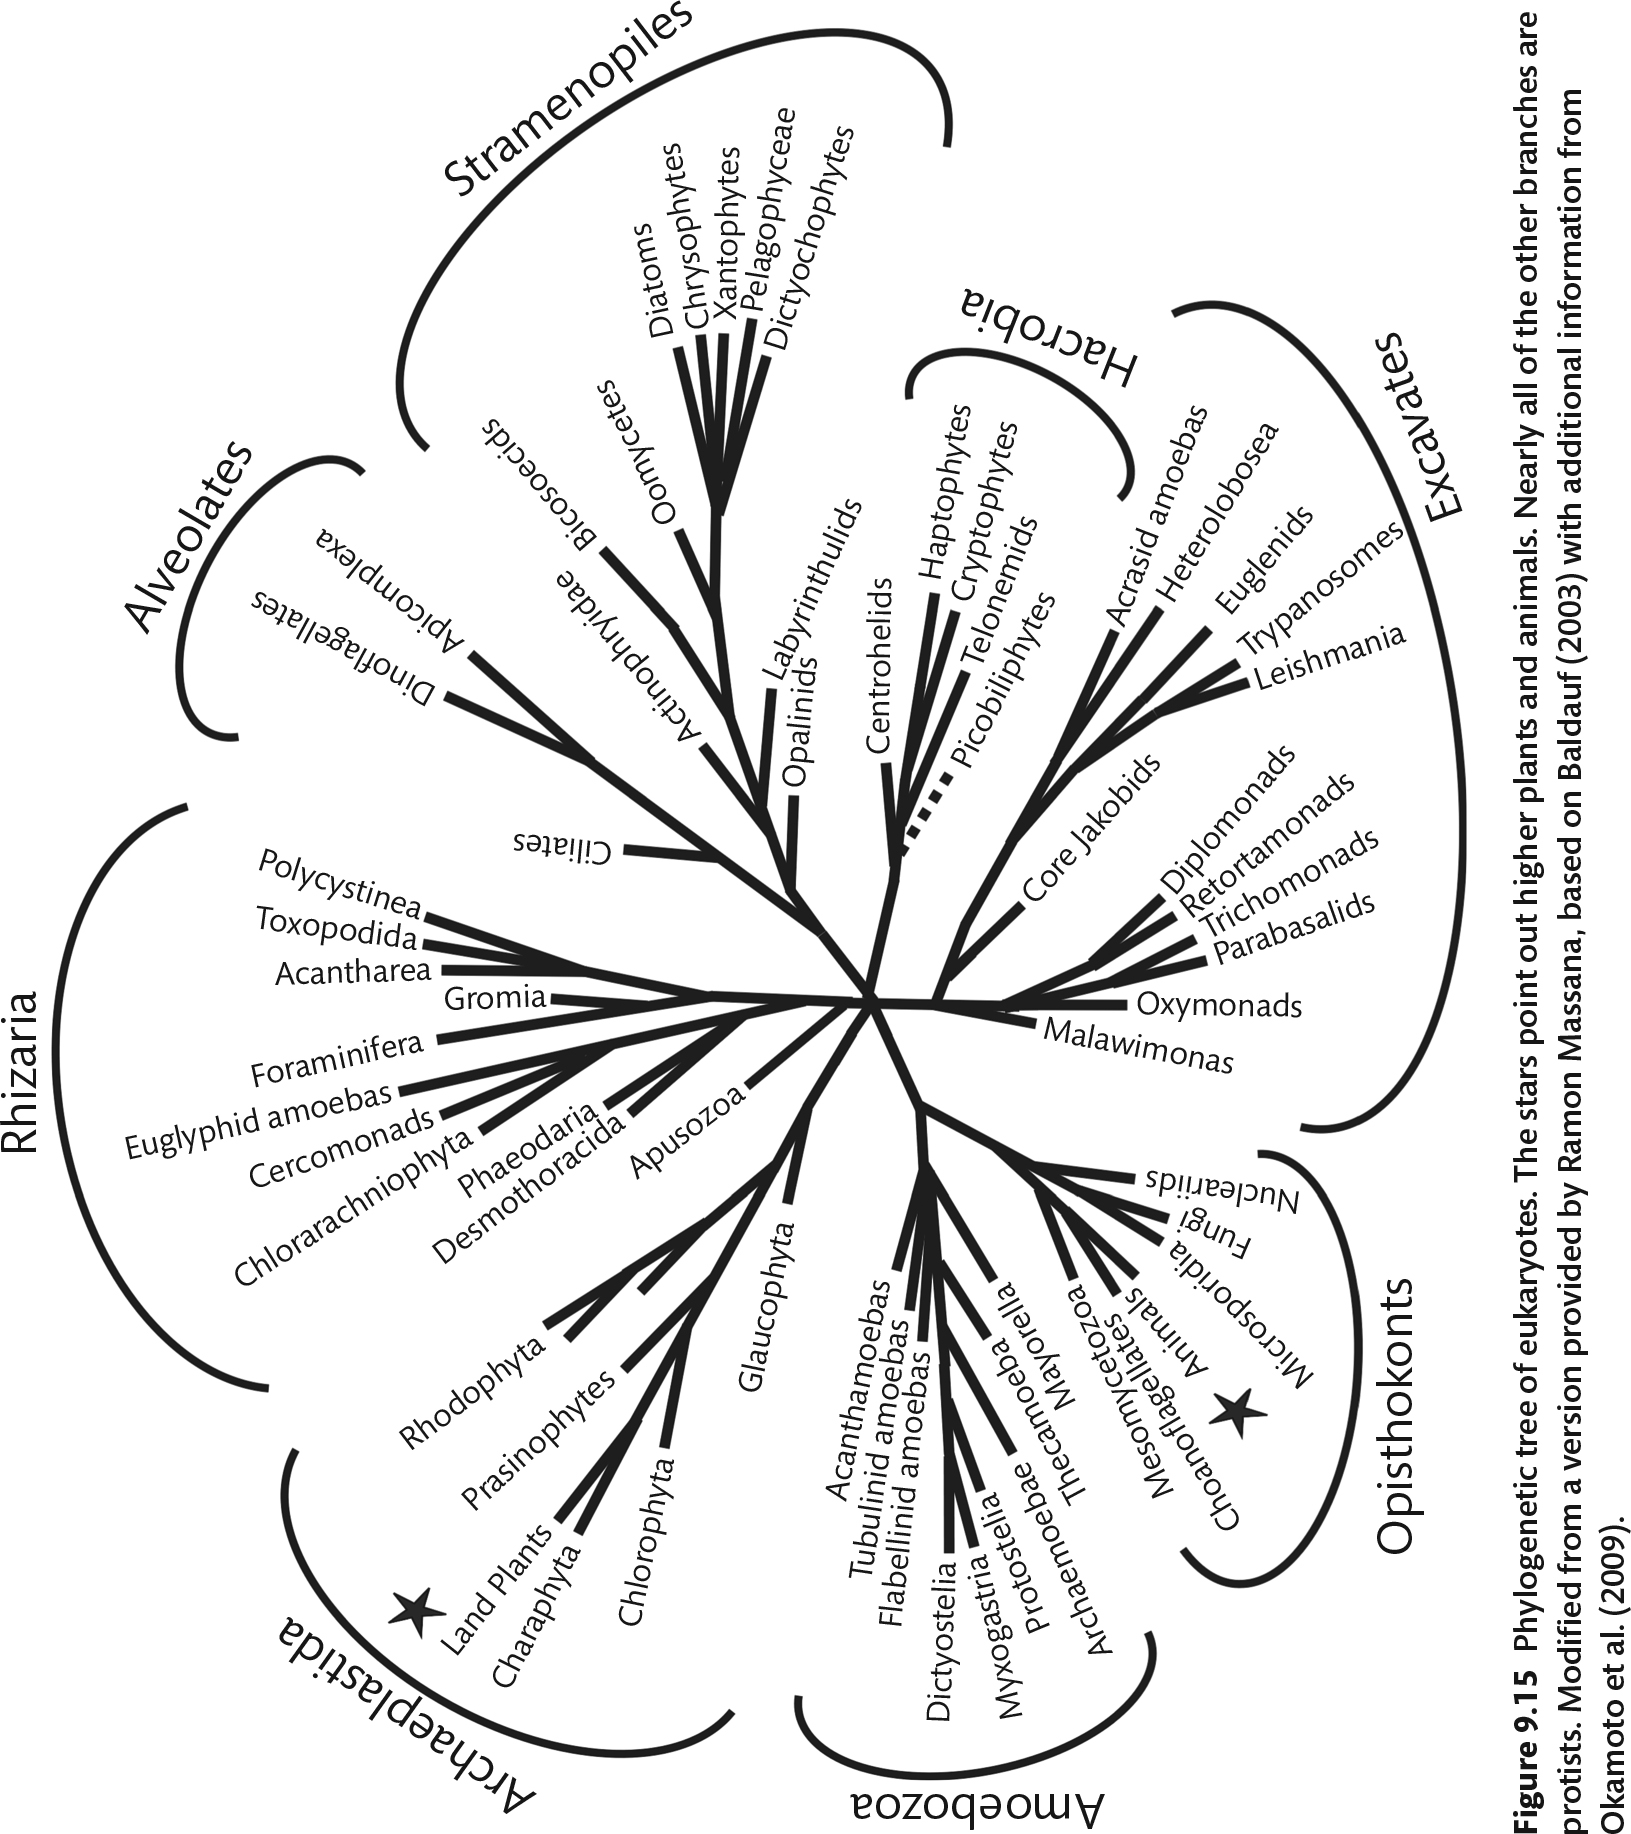 Stramenopiles
Diatoms
Chrysophytes
Xantophytes
Pelagophyceae
Dictyochophytes
Oomycetes
Bicosoecids
Actinophryidae
Labyrinthulids
Opalinids
Alveolates
Apicomplexa
Dinoflagellates
Ciliates
Hacrobia
Centrohelids
Haptophytes
Cryptophytes
Telonemids
Picobiliphytes
Excavates
Acrasid amoebas
Heterolobosea
Euglenids
Trypanosomes
Leishmania
Core Jakobids
Diplomonads
Retortamonads
Trichomonads
Parabasalids
Oxymonads
Malawimonas
Rhizaria
Polycystinea
Toxopodida
Acantharea
Gromia
Foraminifera
Euglyphid amoebas
Cercomonads
Chlorarachniophyta
Phaeodaria
Desmothoracida
Apusozoa
Opisthokonts
Nucleariids
Fungi
Microsporidia
Animals
Choanoflagellates
Mesomycetozoa
Archaeplastida
Rhodophyta
Prasinophytes
Land Plants
Charaphyta
Chlorophyta
Glaucophyta
Amoebozoa
Acanthamoebas
Tubulinid amoebas
Flabellinid amoebas
Dictyostelia
Myxogastria
Protostelia
Archaemoebae
Thecamoeba
Mayorella
Figure 9.15 Phylogenetic tree of eukaryotes. The stars point out higher plants and animals. Nearly all of the other branches are
protists. Modified from a version provided by Ramon Massana, based on Baldauf (2003) with additional information from
Okamoto et al. (2009).